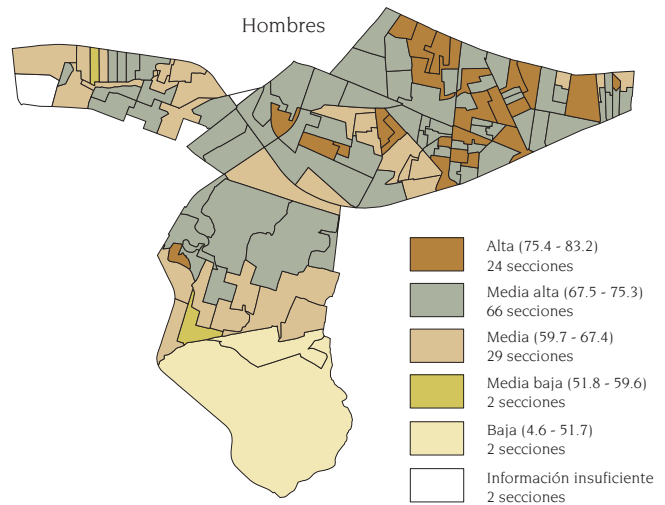 Hombres
Alta (75.4 - 83.2)
24 secciones
Media alta (67.5 - 75.3)
66 secciones
Media (59.7 - 67.4)
29 secciones
Media baja (51.8 - 59.6)
2 secciones
Baja (4.6 - 51.7)
2 secciones
Información insuficiente
2 secciones